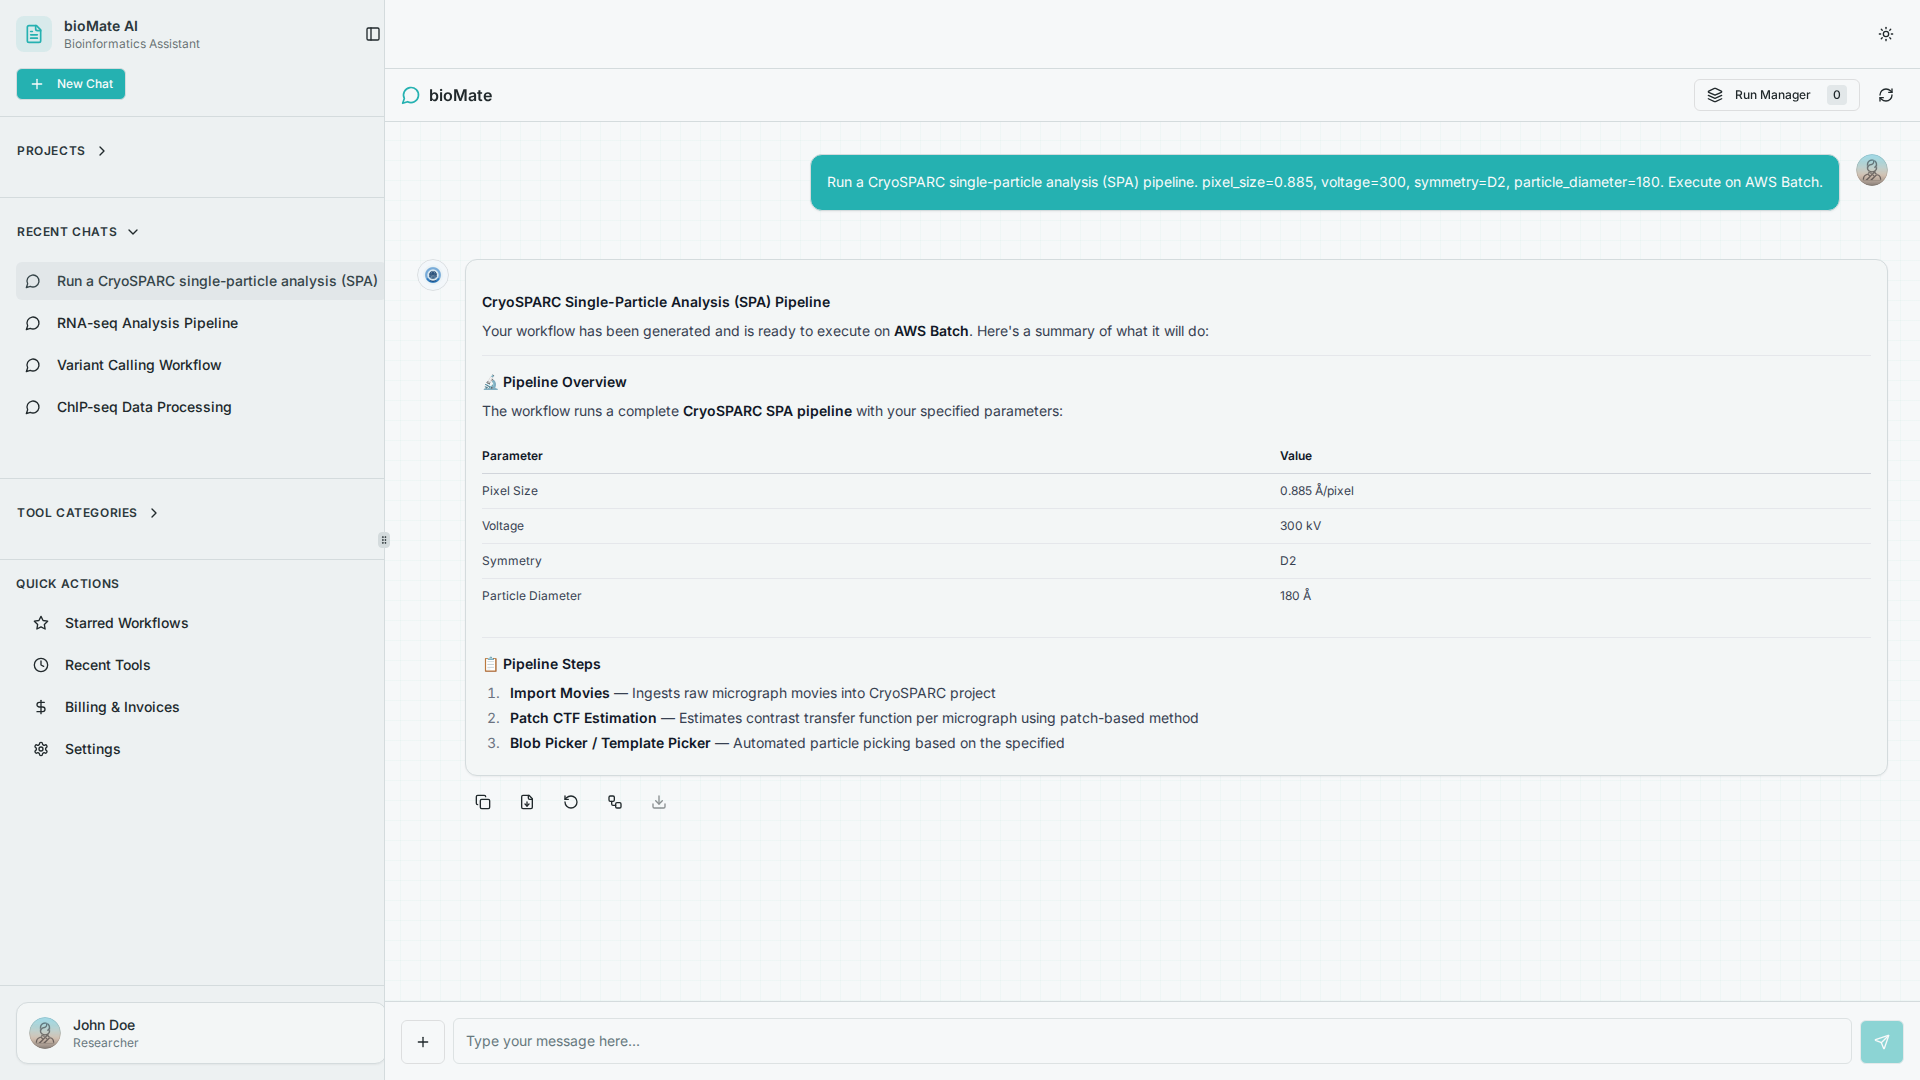 bioMate AI
Bioinformatics Assistant
New Chat
PROJECTS
RECENT CHATS
Run a CryoSPARC single-particle analysis (SPA)
RNA-seq Analysis Pipeline
Variant Calling Workflow
ChIP-seq Data Processing
TOOL CATEGORIES
QUICK ACTIONS
Starred Workflows
Recent Tools
Billing & Invoices
Settings
John Doe
Researcher
bioMate
Run Manager 0
Run a CryoSPARC single-particle analysis (SPA) pipeline. pixel_size=0.885, voltage=300, symmetry=D2, particle_diameter=180. Execute on AWS Batch.
CryoSPARC Single-Particle Analysis (SPA) Pipeline
Your workflow has been generated and is ready to execute on AWS Batch. Here's a summary of what it will do:
🔬 Pipeline Overview
The workflow runs a complete CryoSPARC SPA pipeline with your specified parameters:
Parameter Value
Pixel Size 0.885 Å/pixel
Voltage 300 kV
Symmetry D2
Particle Diameter 180 Å
📋 Pipeline Steps
1. Import Movies — Ingests raw micrograph movies into CryoSPARC project
2. Patch CTF Estimation — Estimates contrast transfer function per micrograph using patch-based method
3. Blob Picker / Template Picker — Automated particle picking based on the specified
Type your message here...